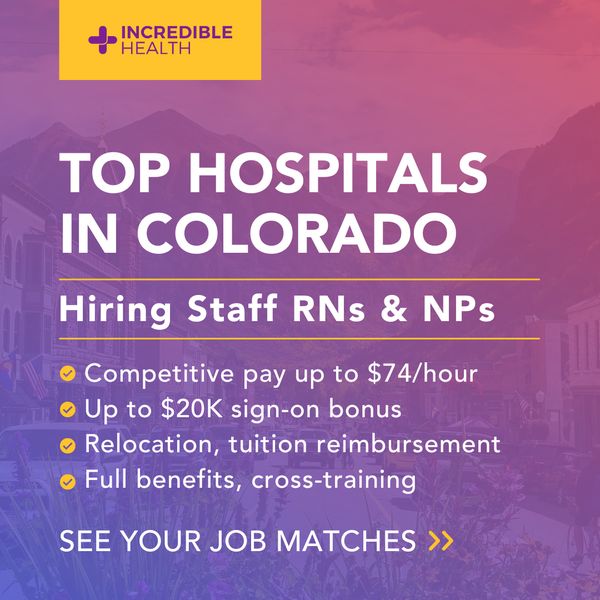 INCREDIBLE
HEALTH
TOP HOSPITALS
IN COLORADO
Hiring Staff RNs & NPs
Competitive pay up to $74/hour
Up to $20K sign-on bonus
Relocation, tuition reimbursement
Full benefits, cross-training
SEE YOUR JOB MATCHES >>